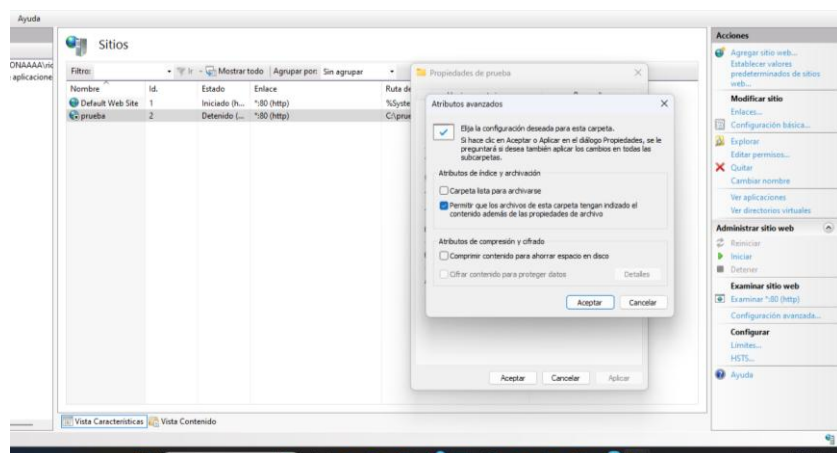 Ayuda
Sitios
Filtro: Ir Mostrar todo Agrupar por: Sin agrupar
Nombre Id. Estado Enlace Ruta de
Default Web Site 1 Iniciado (h... *:80 (http) %Syste
prueba 2 Detenido (... *:80 (http) C:\prue
Propiedades de prueba
Atributos avanzados
Elija la configuración deseada para esta carpeta.
Si hace clic en Aceptar o Aplicar en el diálogo Propiedades, se le
preguntará si desea también aplicar los cambios en todas las
subcarpetas.
Atributos de índice y archivación
Carpeta lista para archivarse
Permitir que los archivos de esta carpeta tengan indizado el
contenido además de las propiedades de archivo
Atributos de compresión y cifrado
Comprimir contenido para ahorrar espacio en disco
Cifrar contenido para proteger datos Detalles
Aceptar Cancelar
Aceptar Cancelar Aplicar
Vista Características Vista Contenido
ONAAAA\ric
aplicacione
Acciones
Agregar sitio web...
Establecer valores
predeterminados de sitios
web...
Modificar sitio
Enlaces...
Configuración básica...
Explorar
Editar permisos...
Quitar
Cambiar nombre
Ver aplicaciones
Ver directorios virtuales
Administrar sitio web
Reiniciar
Iniciar
Detener
Examinar sitio web
Examinar *:80 (http)
Configuración avanzada...
Configurar
Límites...
HSTS...
Ayuda